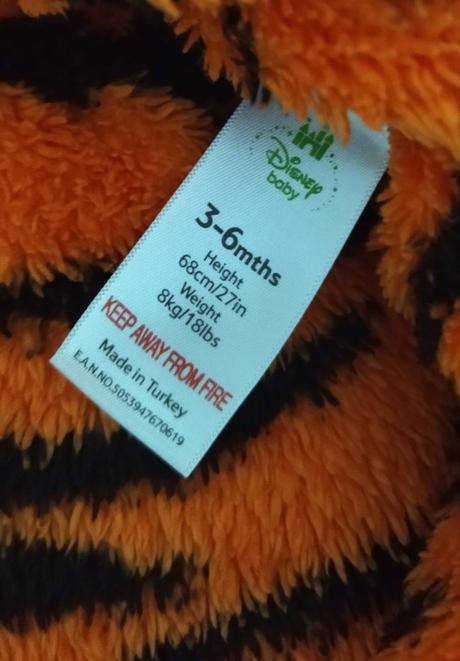 Disney
baby
3-6mths
Height
68cm/27in
Weight
8kg/18lbs
KEEP AWAY FROM FIRE
Made in Turkey
E.A.N.NO.5053947670619